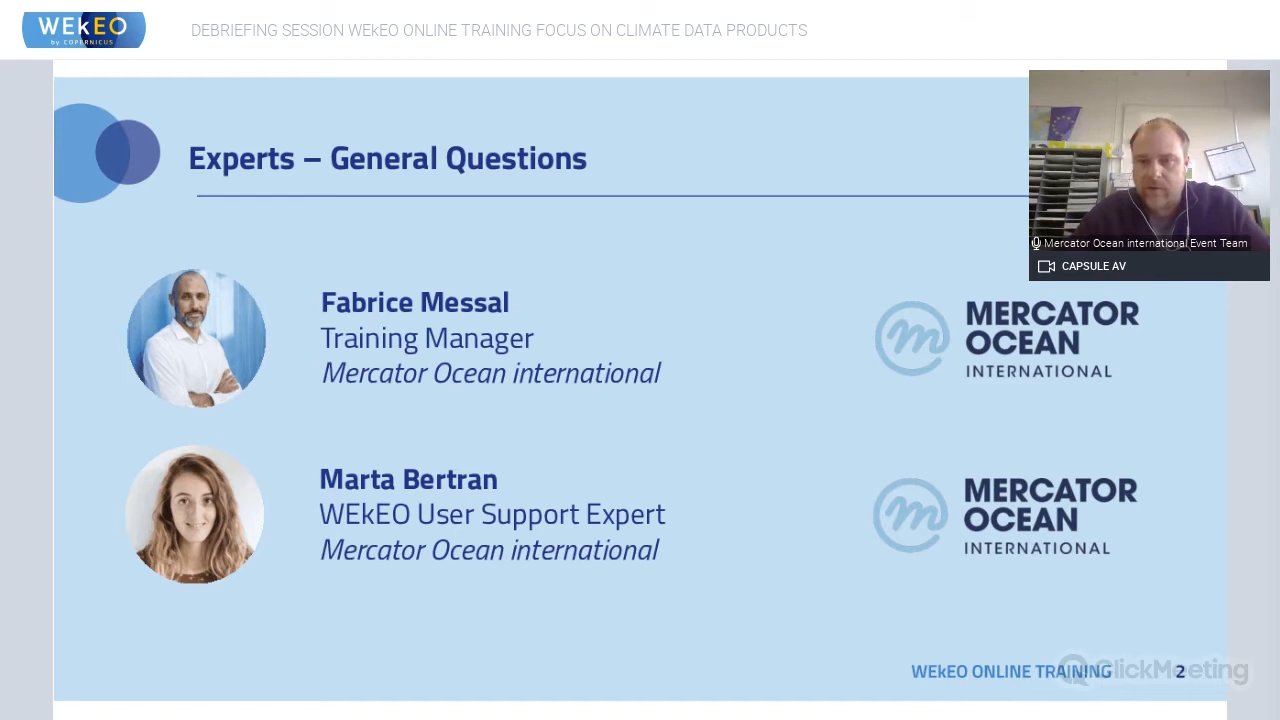 WEkEO
by COPERNICUS
DEBRIEFING SESSION WEkEO ONLINE TRAINING FOCUS ON CLIMATE DATA PRODUCTS
Experts – General Questions
Mercator Ocean international Event Team
CAPSULE AV
Fabrice Messal
Training Manager
Mercator Ocean international
MERCATOR
OCEAN
INTERNATIONAL
Marta Bertran
WEkEO User Support Expert
Mercator Ocean international
MERCATOR
OCEAN
INTERNATIONAL
WEkEO ONLINE TRAINING
2
ClickMeeting